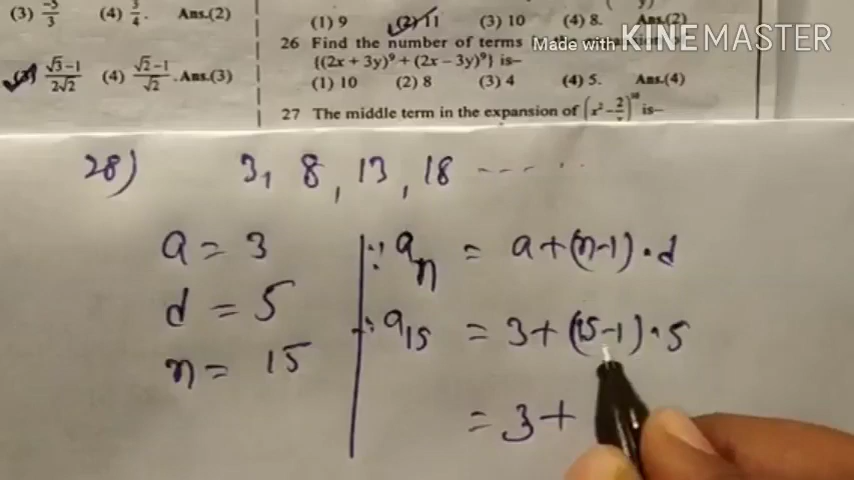 (3) -5/3 (4) 3/4. Ans.(2)
(3) √3-1/2√2 (4) √2-1/√2. Ans.(3)
(1) 9 (2) 11 (3) 10 (4) 8. Ans.(2)
26 Find the number of terms
{(2x + 3y)⁹ + (2x - 3y)⁹} is–
(1) 10 (2) 8 (3) 4 (4) 5. Ans.(4)
27 The middle term in the expansion of (x² - 2/x)¹⁰ is–
Made with KINEMASTER
28) 3, 8, 13, 18 ------
a = 3
d = 5
n = 15
∵ aₙ = a+(n-1)·d
∴ a₁₅ = 3+(15-1)·5
= 3+